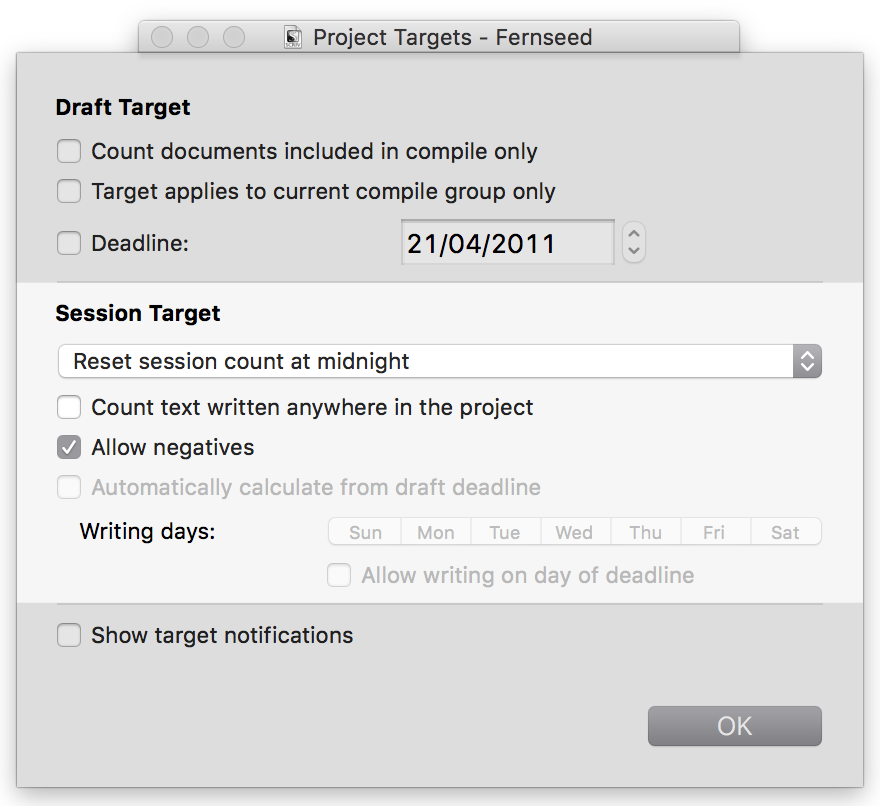 Project Targets - Fernseed
Draft Target
Count documents included in compile only
Target applies to current compile group only
Deadline: 21/04/2011
Session Target
Reset session count at midnight
Count text written anywhere in the project
Allow negatives
Automatically calculate from draft deadline
Writing days: Sun Mon Tue Wed Thu Fri Sat
Allow writing on day of deadline
Show target notifications
OK